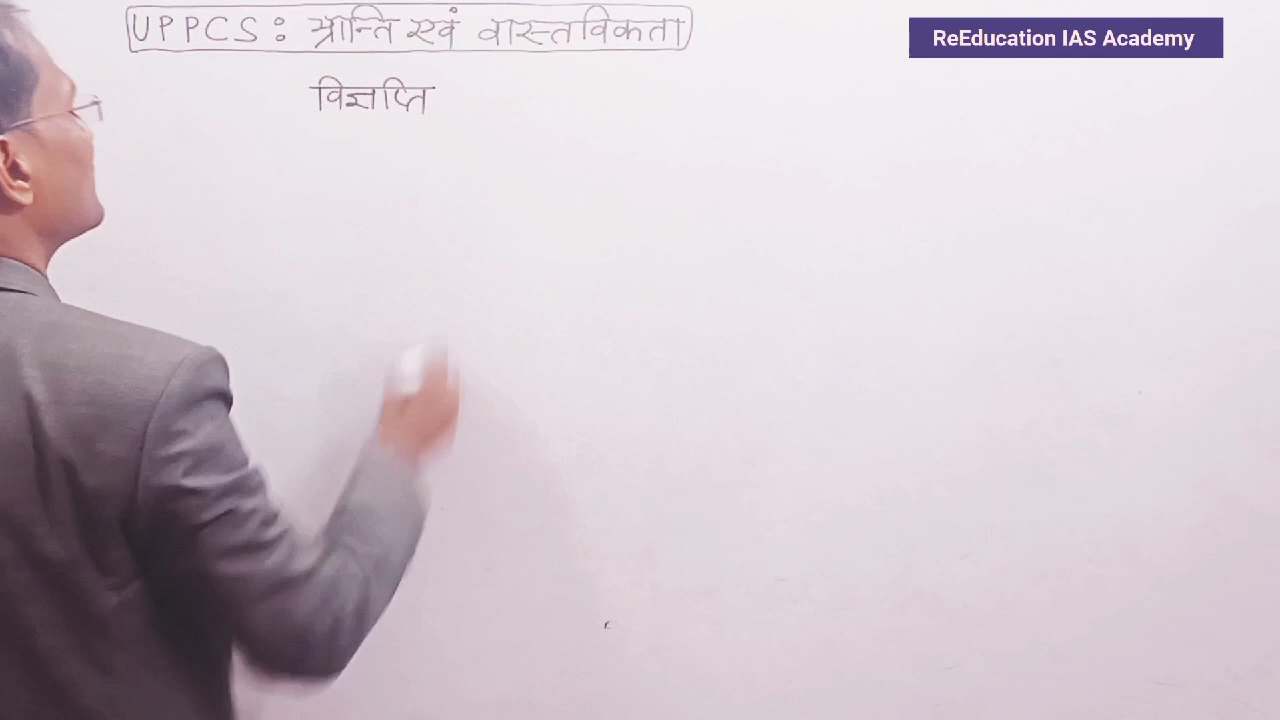 UPPCS: भ्रान्ति एवं वास्तविकता
ReEducation IAS Academy
विज्ञप्ति